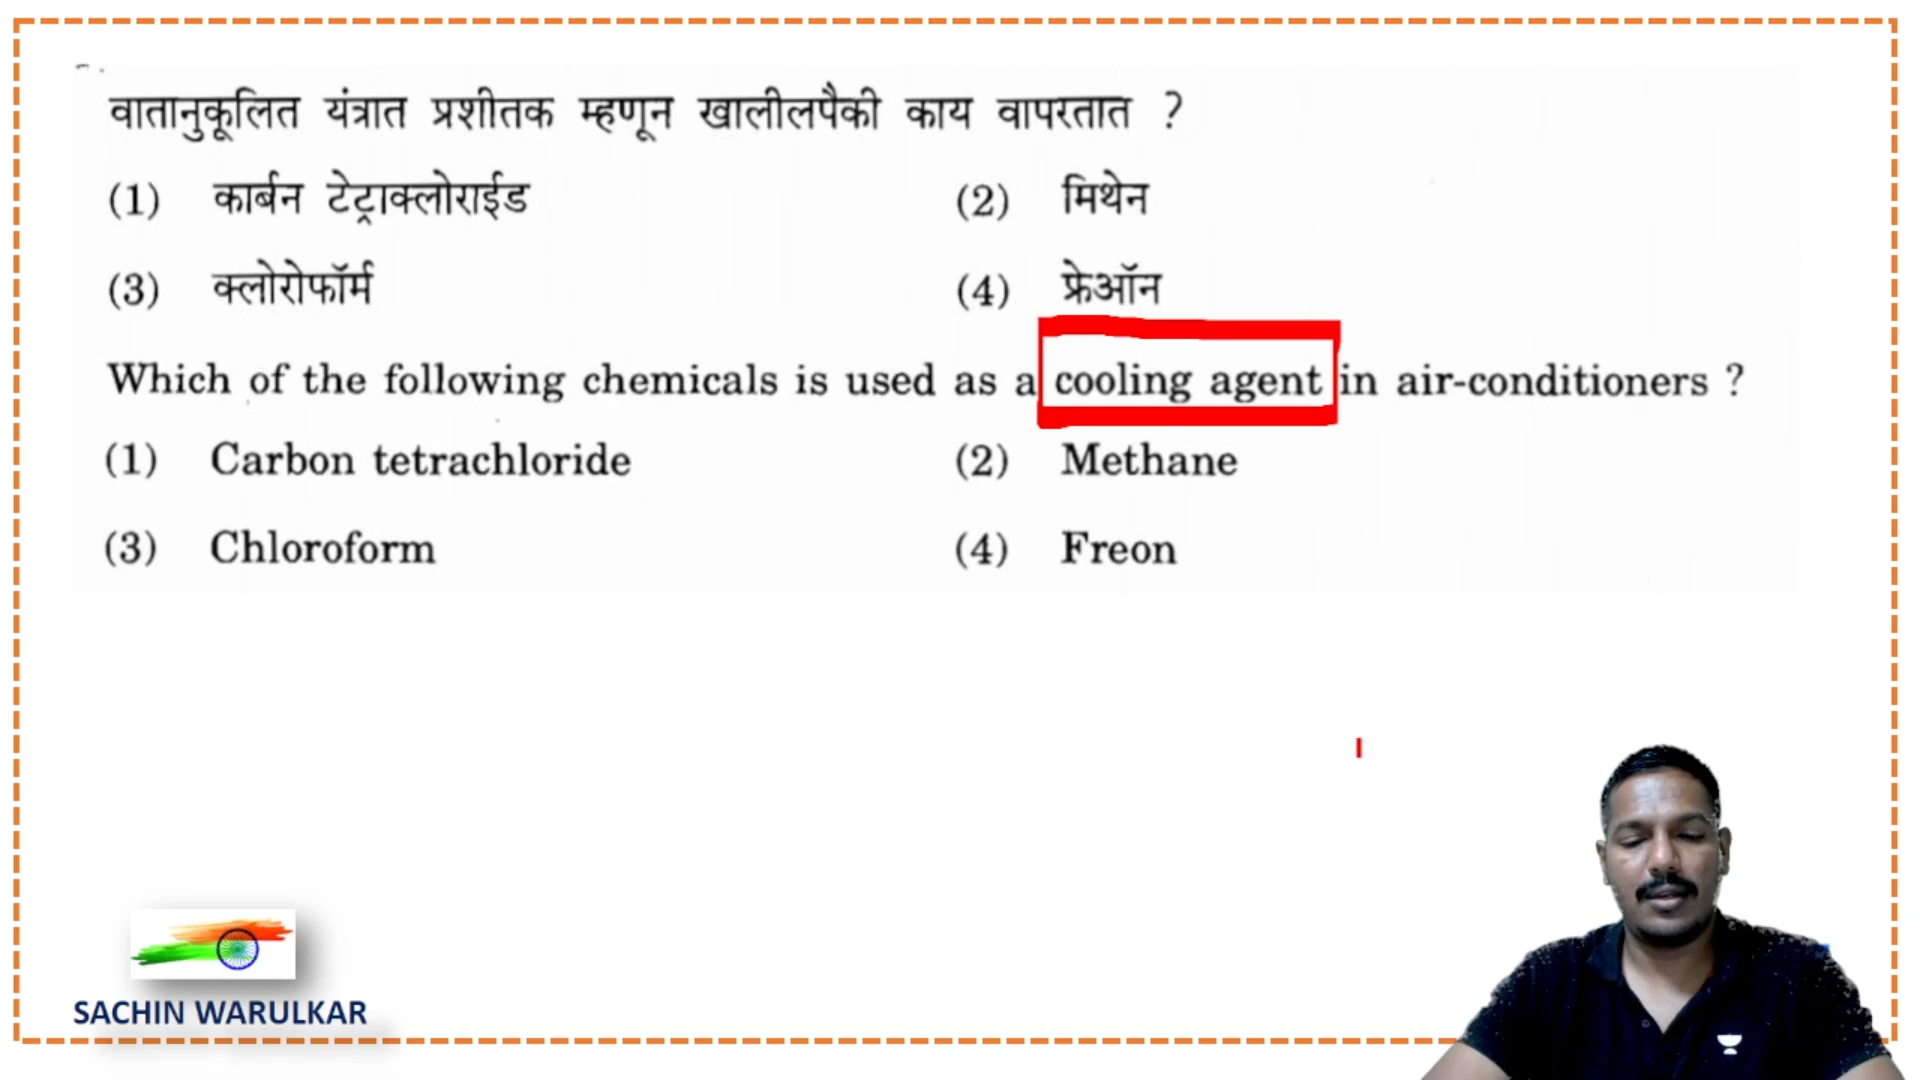 वातानुकूलित यंत्रात प्रशीतक म्हणून खालीलपैकी काय वापरतात ?
(1) कार्बन टेट्राक्लोराईड (2) मिथेन
(3) क्लोरोफॉर्म (4) फ्रेऑन
Which of the following chemicals is used as a cooling agent in air-conditioners ?
(1) Carbon tetrachloride (2) Methane
(3) Chloroform (4) Freon
SACHIN WARULKAR